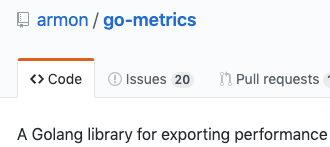 armon / go-metrics
<> Code Issues 20 Pull requests
A Golang library for exporting performance